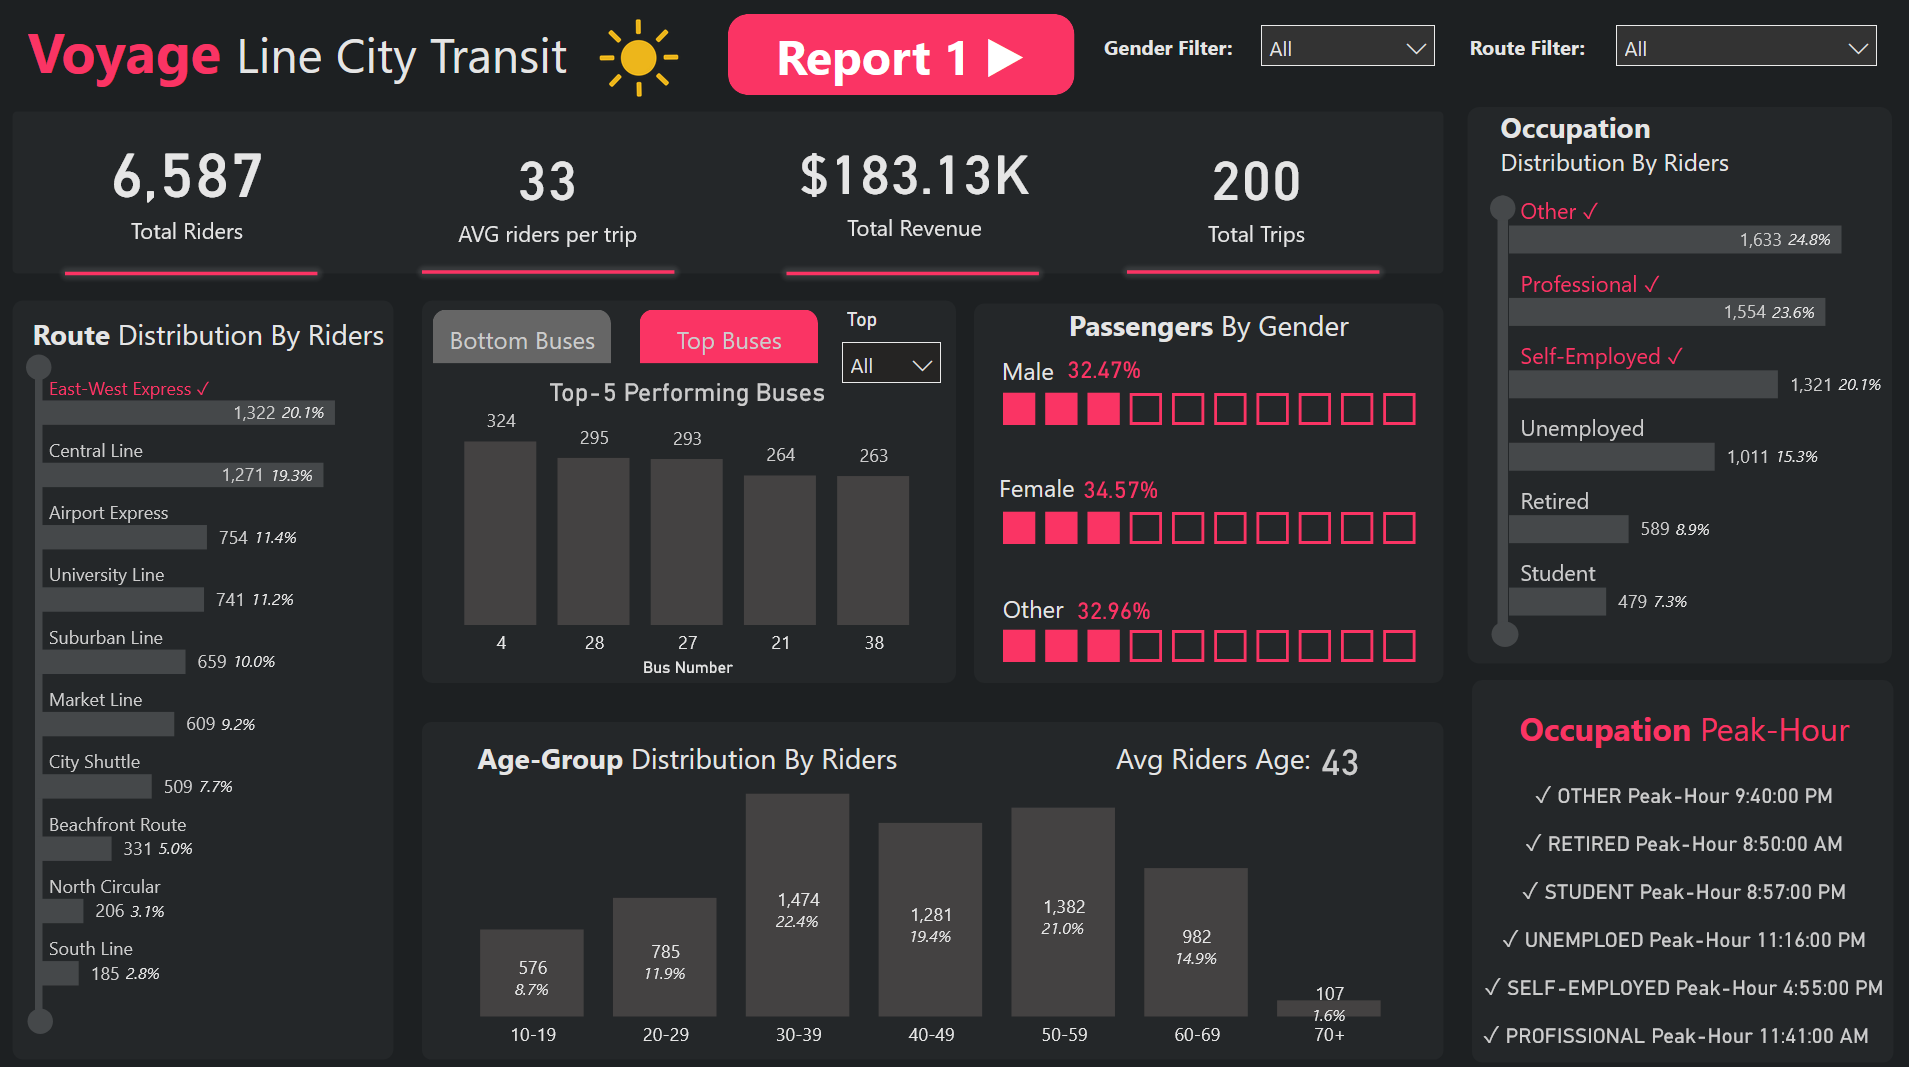 Voyage Line City Transit
Report 1
Gender Filter:
All
Route Filter:
All
6,587
Total Riders
33
AVG riders per trip
$183.13K
Total Revenue
200
Total Trips
Occupation
Distribution By Riders
Other ✓
1,633 24.8%
Professional ✓
1,554 23.6%
Self-Employed ✓
1,321 20.1%
Unemployed
1,011 15.3%
Retired
589 8.9%
Student
479 7.3%
Route Distribution By Riders
East-West Express ✓
1,322 20.1%
Central Line
1,271 19.3%
Airport Express
754 11.4%
University Line
741 11.2%
Suburban Line
659 10.0%
Market Line
609 9.2%
City Shuttle
509 7.7%
Beachfront Route
331 5.0%
North Circular
206 3.1%
South Line
185 2.8%
Bottom Buses
Top Buses
Top
All
Top-5 Performing Buses
324
295
293
264
263
4
28
27
21
38
Bus Number
Passengers By Gender
Male 32.47%
Female 34.57%
Other 32.96%
Age-Group Distribution By Riders
Avg Riders Age: 43
576
8.7%
785
11.9%
1,474
22.4%
1,281
19.4%
1,382
21.0%
982
14.9%
107
1.6%
10-19
20-29
30-39
40-49
50-59
60-69
70+
Occupation Peak-Hour
✓ OTHER Peak-Hour 9:40:00 PM
✓ RETIRED Peak-Hour 8:50:00 AM
✓ STUDENT Peak-Hour 8:57:00 PM
✓ UNEMPLOED Peak-Hour 11:16:00 PM
✓ SELF-EMPLOYED Peak-Hour 4:55:00 PM
✓ PROFISSIONAL Peak-Hour 11:41:00 AM